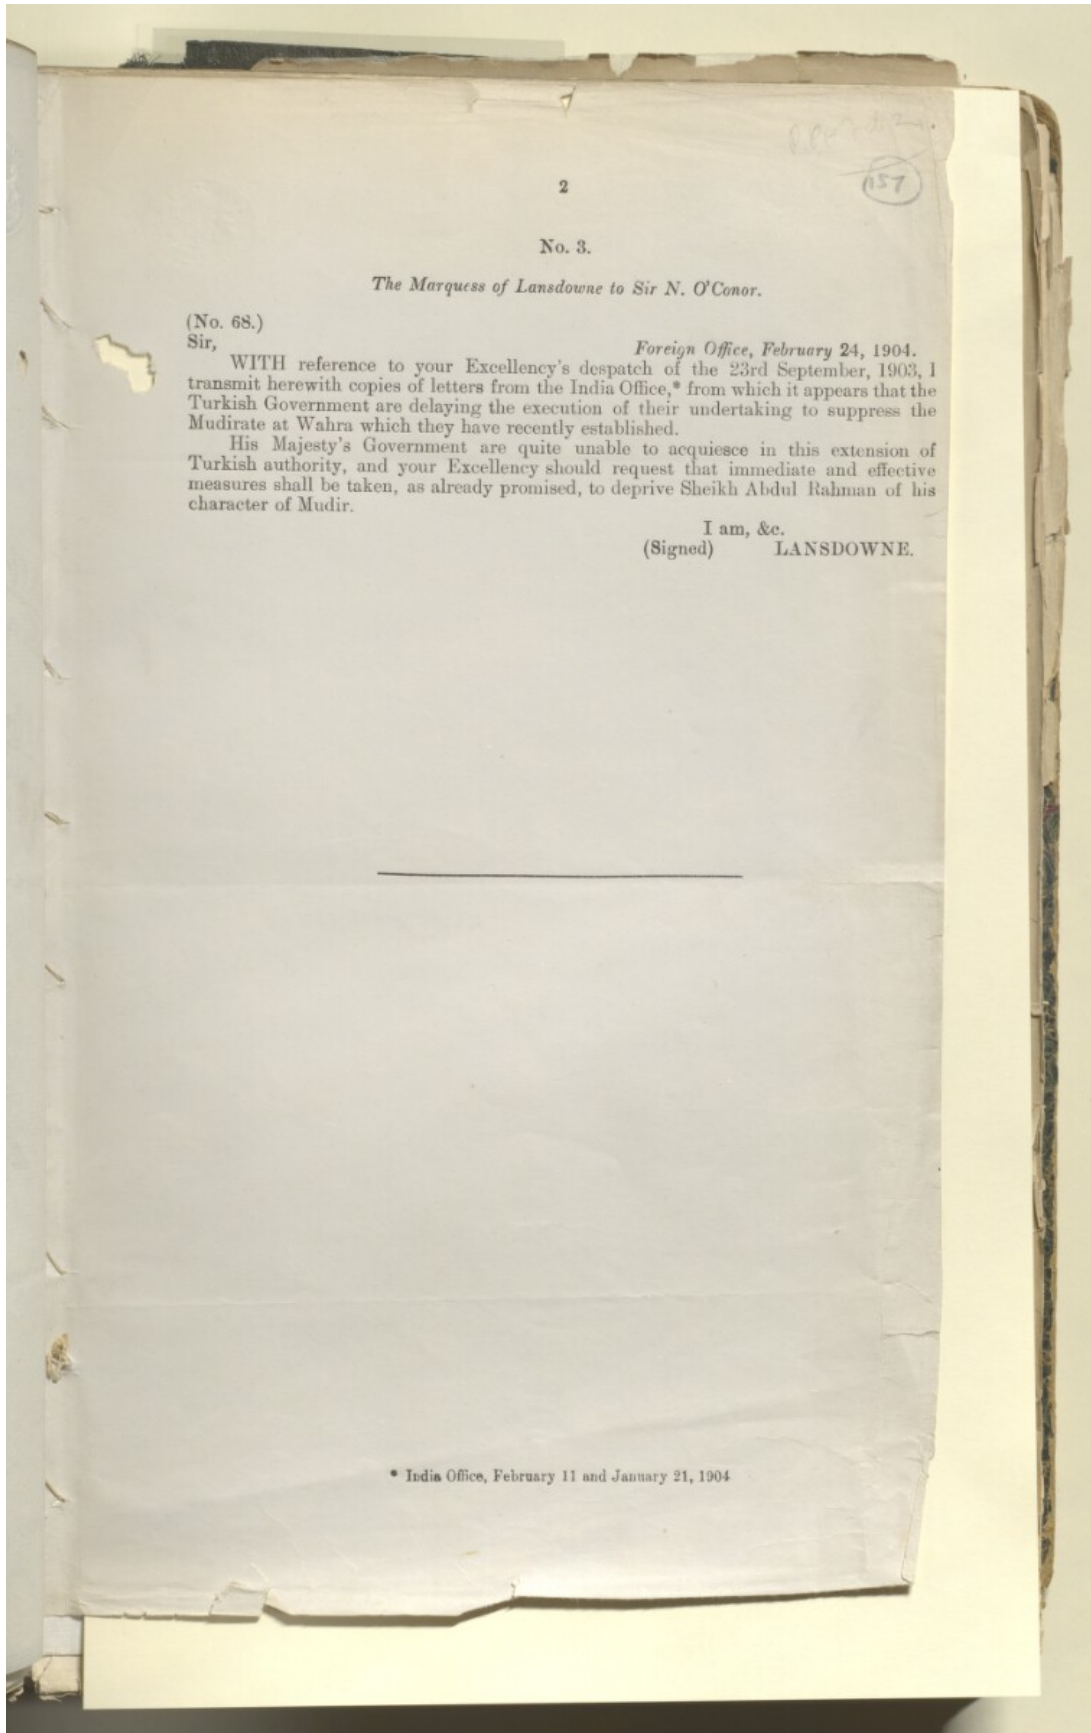 157
2
No. 3.
The Marquess of Lansdowne to Sir N. O'Conor.
(No. 68.)
Sir,
Foreign Office, February 24, 1904.
WITH reference to your Excellency's despatch of the 23rd September, 1903, I
transmit herewith copies of letters from the India Office,* from which it appears that the
Turkish Government are delaying the execution of their undertaking to suppress the
Mudirate at Wahra which they have recently established.
His Majesty's Government are quite unable to acquiesce in this extension of
Turkish authority, and your Excellency should request that immediate and effective
measures shall be taken, as already promised, to deprive Sheikh Abdul Rahman of his
character of Mudir.
I am, &c.
(Signed) LANSDOWNE.
* India Office, February 11 and January 21, 1904